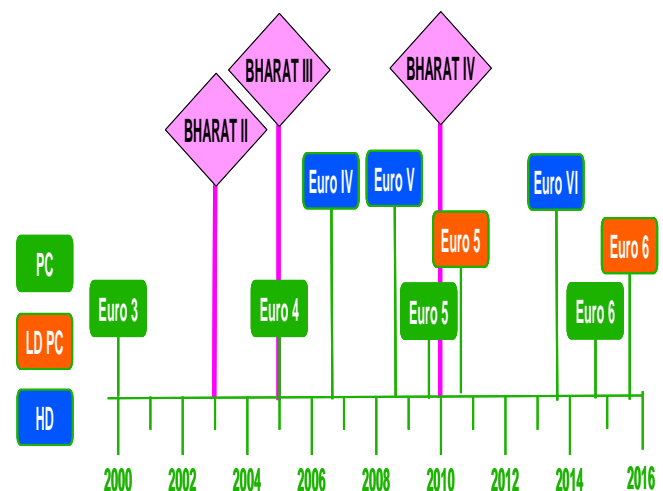 BHARAT III
BHARAT IV
BHARAT II
Euro IV
Euro V
Euro VI
Euro 5
Euro 6
PC
Euro 3
Euro 4
Euro 5
Euro 6
LD PC
HD
2000 2002 2004 2006 2008 2010 2012 2014 2016